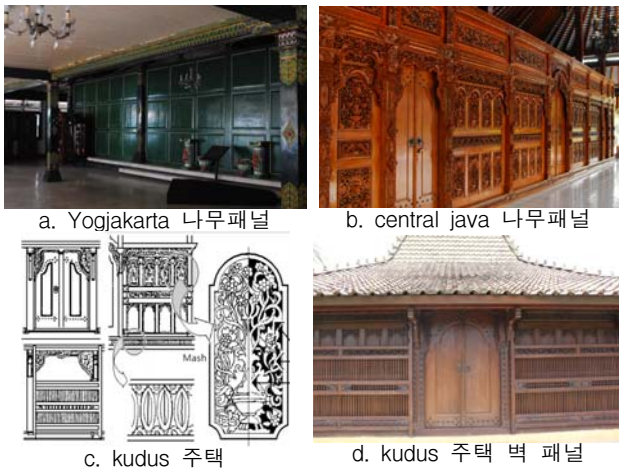 a. Yogjakarta 나무패널
b. central java 나무패널
Mash
c. kudus 주택
d. kudus 주택 벽 패널